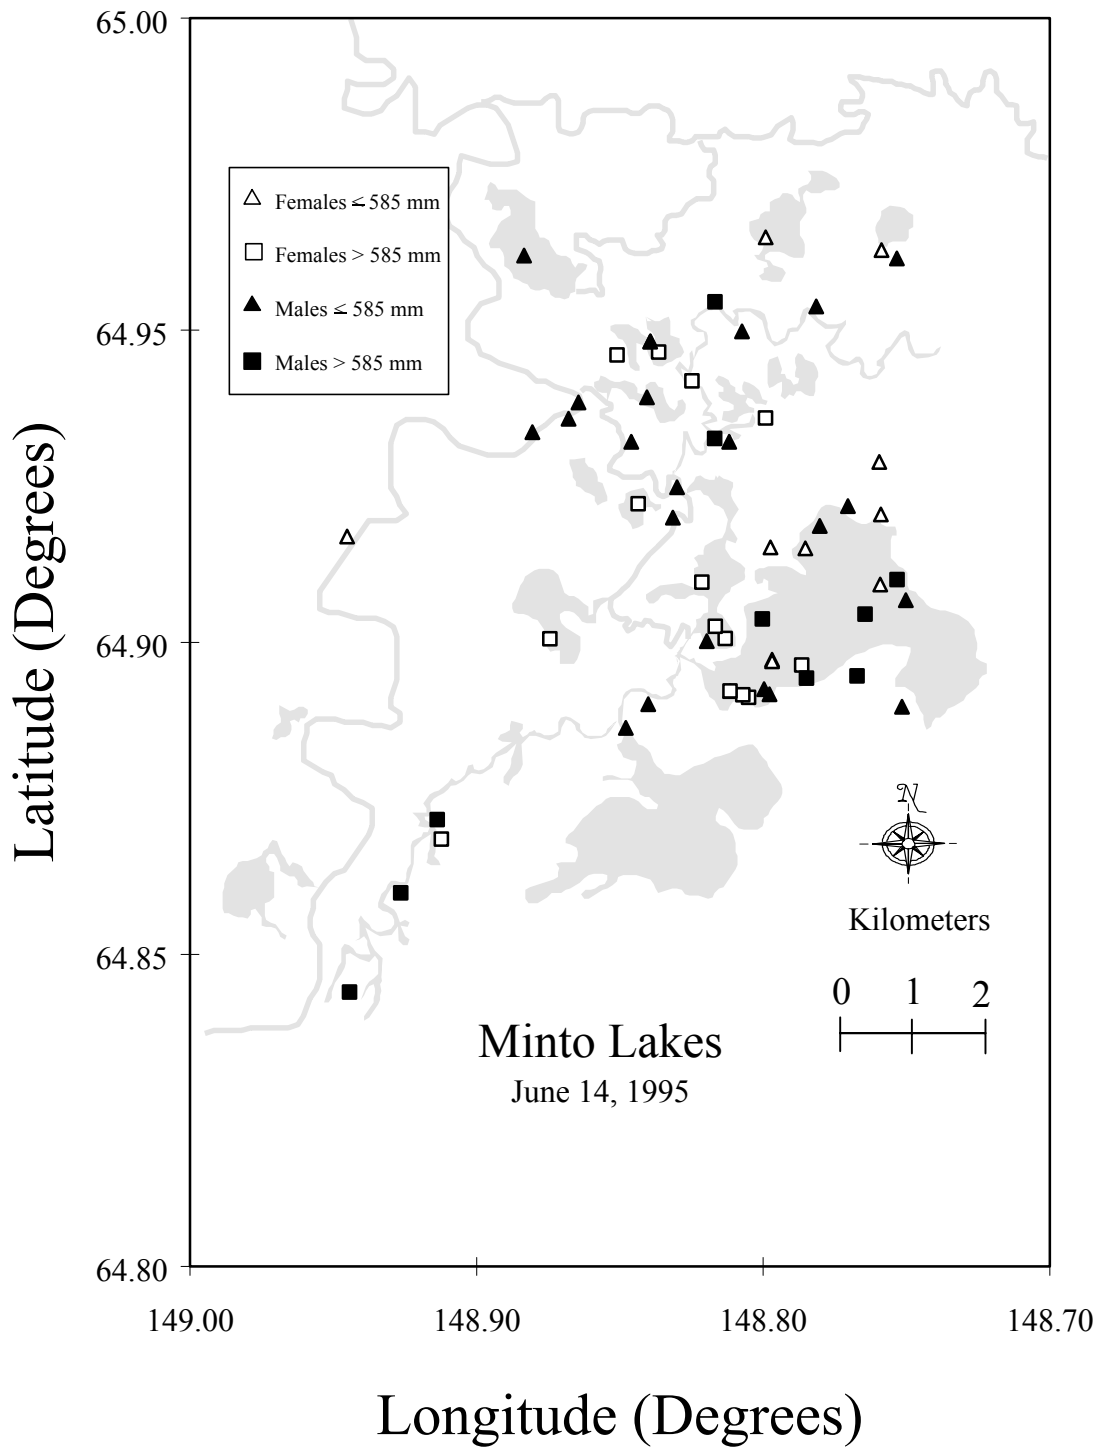 65.00
Females ≤ 585 mm
Females > 585 mm
Males ≤ 585 mm
Males > 585 mm
64.95
64.90
64.85
64.80
Latitude (Degrees)
N
Kilometers
0 1 2
Minto Lakes
June 14, 1995
149.00 148.90 148.80 148.70
Longitude (Degrees)